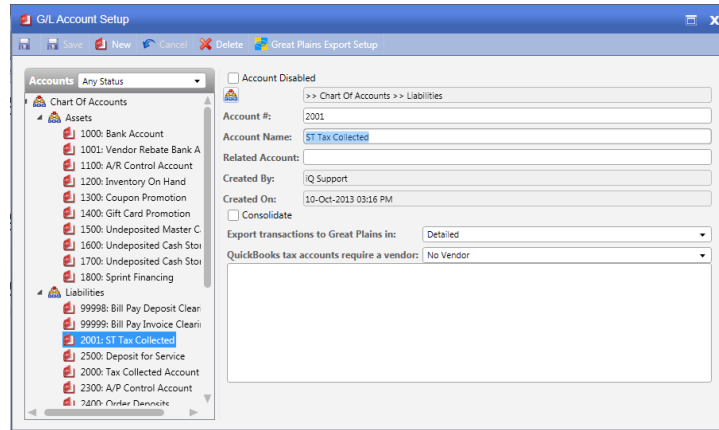 G/L Account Setup
Save New Cancel Delete Great Plains Export Setup
Accounts Any Status
Chart Of Accounts
Assets
1000: Bank Account
1001: Vendor Rebate Bank A
1100: A/R Control Account
1200: Inventory On Hand
1300: Coupon Promotion
1400: Gift Card Promotion
1500: Undeposited Master C
1600: Undeposited Cash Stor
1700: Undeposited Cash Stor
1800: Sprint Financing
Liabilities
99998: Bill Pay Deposit Clear
99999: Bill Pay Invoice Cleari
2001: ST Tax Collected
2500: Deposit for Service
2000: Tax Collected Account
2300: A/P Control Account
2400: Order Deposits
Account Disabled
>> Chart Of Accounts >> Liabilities
Account #: 2001
Account Name: ST Tax Collected
Related Account:
Created By: iQ Support
Created On: 10-Oct-2013 03:16 PM
Consolidate
Export transactions to Great Plains in: Detailed
QuickBooks tax accounts require a vendor: No Vendor